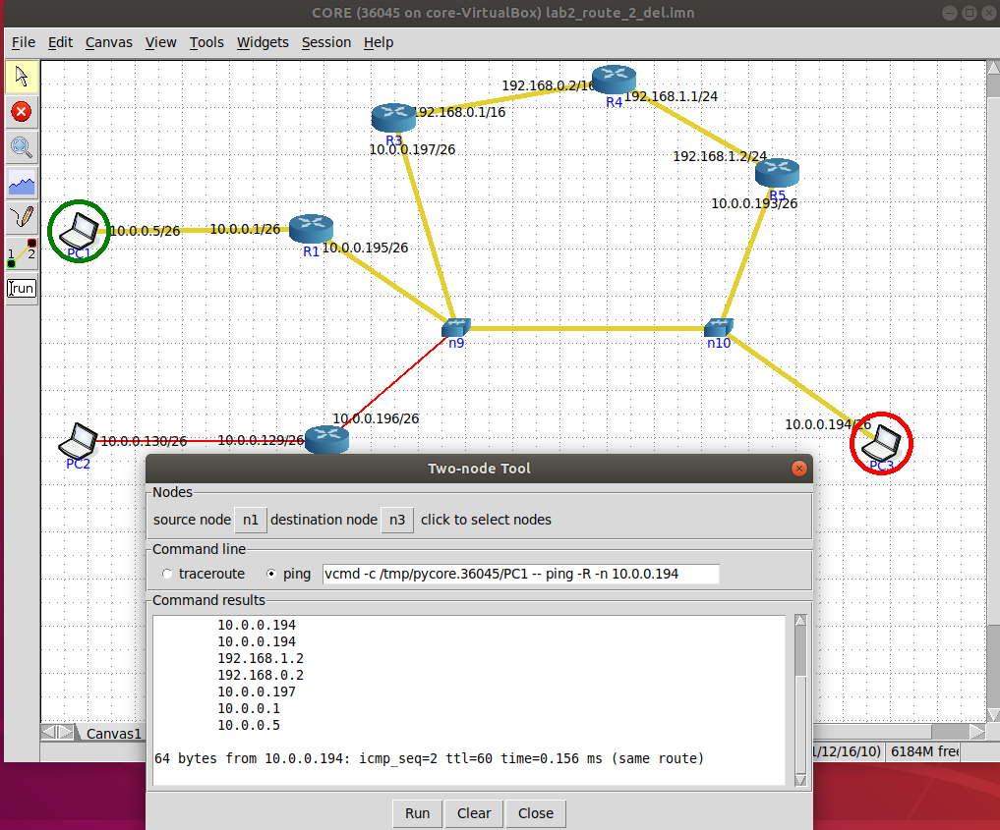 CORE (36045 on core-VirtualBox) lab2_route_2_del.imn
File Edit Canvas View Tools Widgets Session Help
192.168.0.2/16
R4
192.168.1.1/24
192.168.0.1/16
R3
10.0.0.197/26
192.168.1.2/24
R5
10.0.0.193/26
10.0.0.5/26
10.0.0.1/26
PC1
R1
10.0.0.195/26
1 2
run
n9
n10
10.0.0.196/26
10.0.0.194/26
10.0.0.130/26
10.0.0.129/26
PC2
PC3
Two-node Tool
Nodes
source node n1 destination node n3 click to select nodes
Command line
traceroute ping vcmd -c /tmp/pycore.36045/PC1 -- ping -R -n 10.0.0.194
Command results
10.0.0.194
10.0.0.194
192.168.1.2
192.168.0.2
10.0.0.197
10.0.0.1
10.0.0.5
64 bytes from 10.0.0.194: icmp_seq=2 ttl=60 time=0.156 ms (same route)
Canvas1
1/12/16/10) 6184M free
Run Clear Close